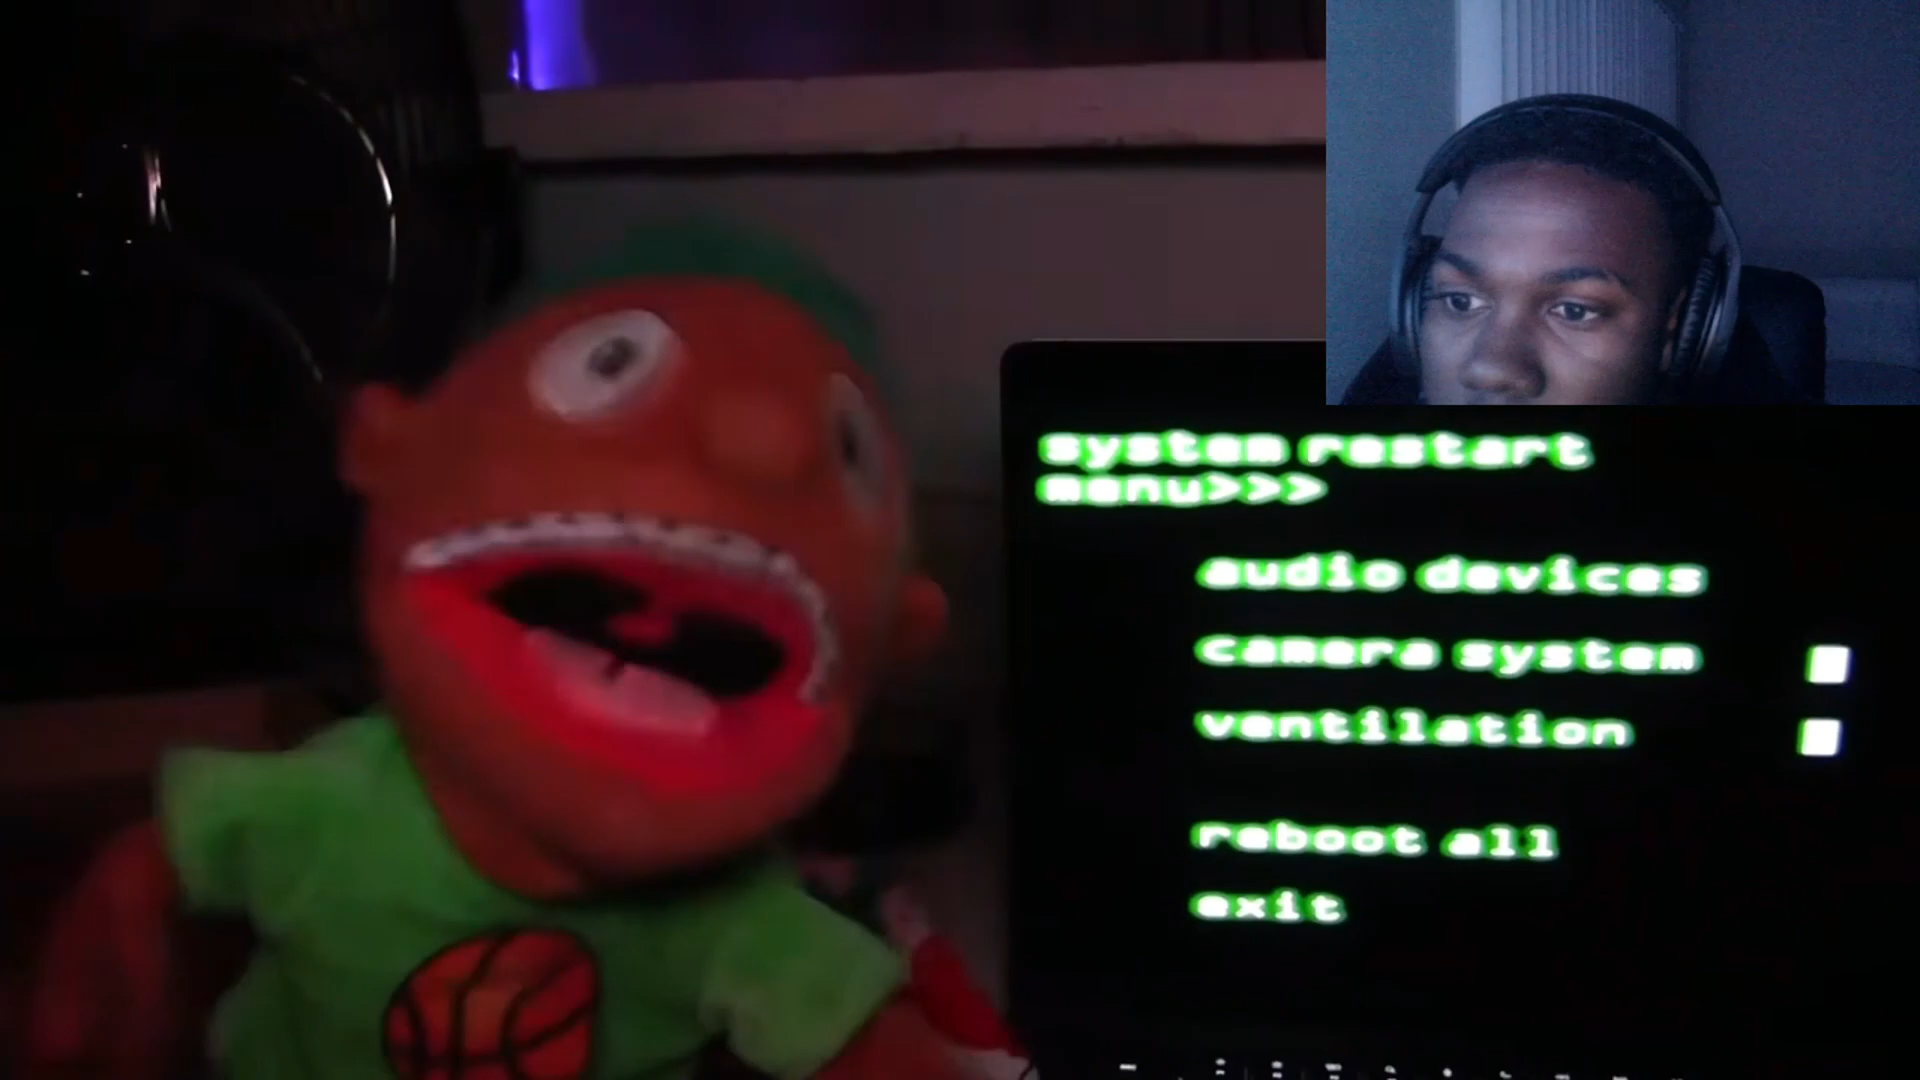 system restart
menu>>>
audio devices
camera system
ventilation
reboot all
exit